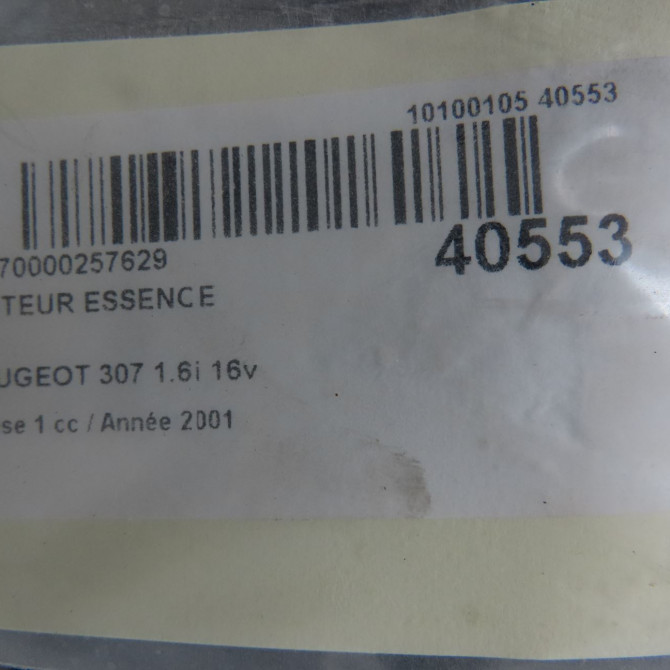 10100105 40553
70000257629
40553
TEUR ESSENCE
UGEOT 307 1.6i 16v
se 1 cc / Année 2001